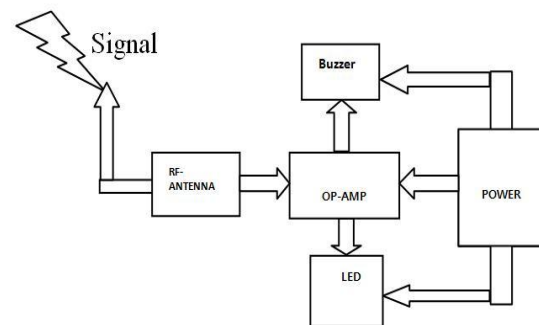 Signal
Buzzer
RF-
ANTENNA
OP-AMP
POWER
LED